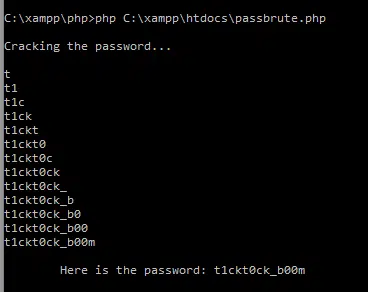 C:\xampp\php>php C:\xampp\htdocs\passbrute.php
Cracking the password...
t
t1
t1c
t1ck
t1ckt
t1ckt0
t1ckt0c
t1ckt0ck
t1ckt0ck_
t1ckt0ck_b
t1ckt0ck_b0
t1ckt0ck_b00
t1ckt0ck_b00m
Here is the password: t1ckt0ck_b00m